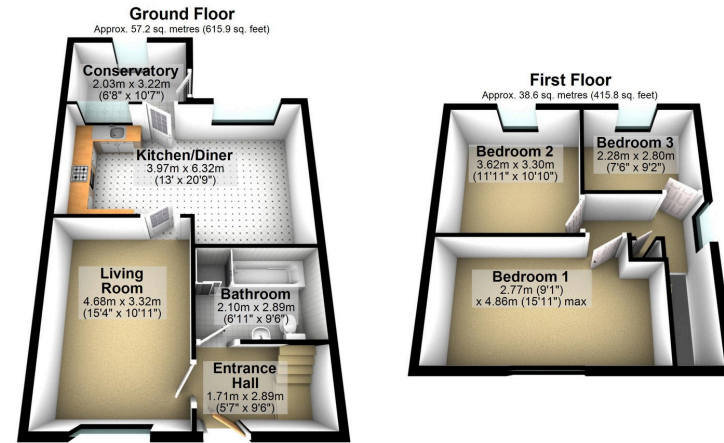 Ground Floor
Approx. 57.2 sq. metres (615.9 sq. feet)
Conservatory
2.03m x 3.22m
(6'8" x 10'7")
Kitchen/Diner
3.97m x 6.32m
(13' x 20'9")
Living
Room
4.68m x 3.32m
(15'4" x 10'11")
Bathroom
2.10m x 2.89m
(6'11" x 9'6")
Entrance
Hall
1.71m x 2.89m
(5'7" x 9'6")
First Floor
Approx. 38.6 sq. metres (415.8 sq. feet)
Bedroom 2
3.62m x 3.30m
(11'11" x 10'10")
Bedroom 3
2.28m x 2.80m
(7'6" x 9'2")
Bedroom 1
2.77m (9'1")
x 4.86m (15'11") max